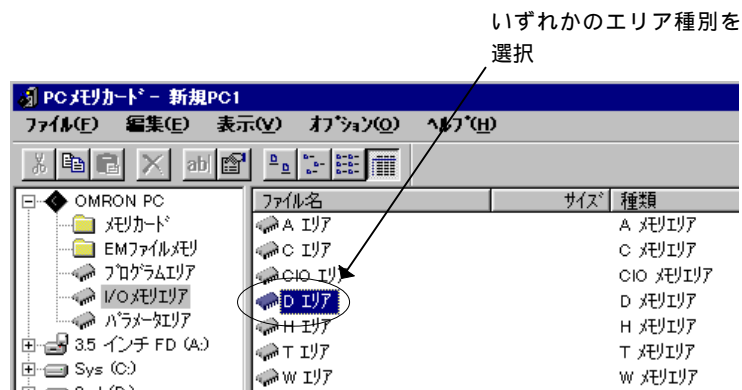 いずれかのエリア種別を
選択
PCメモリカード - 新規PC1
ファイル(F) 編集(E) 表示(V) オプション(O) ヘルプ(H)
ab
OMRON PC
メモリカード
EMファイルメモリ
プログラムエリア
I/Oメモリエリア
パラメータエリア
3.5 インチ FD (A:)
Sys (C:)
ファイル名 サイズ 種類
A エリア A メモリエリア
C エリア C メモリエリア
CIO エリア CIO メモリエリア
D エリア D メモリエリア
H エリア H メモリエリア
T エリア T メモリエリア
W エリア W メモリエリア